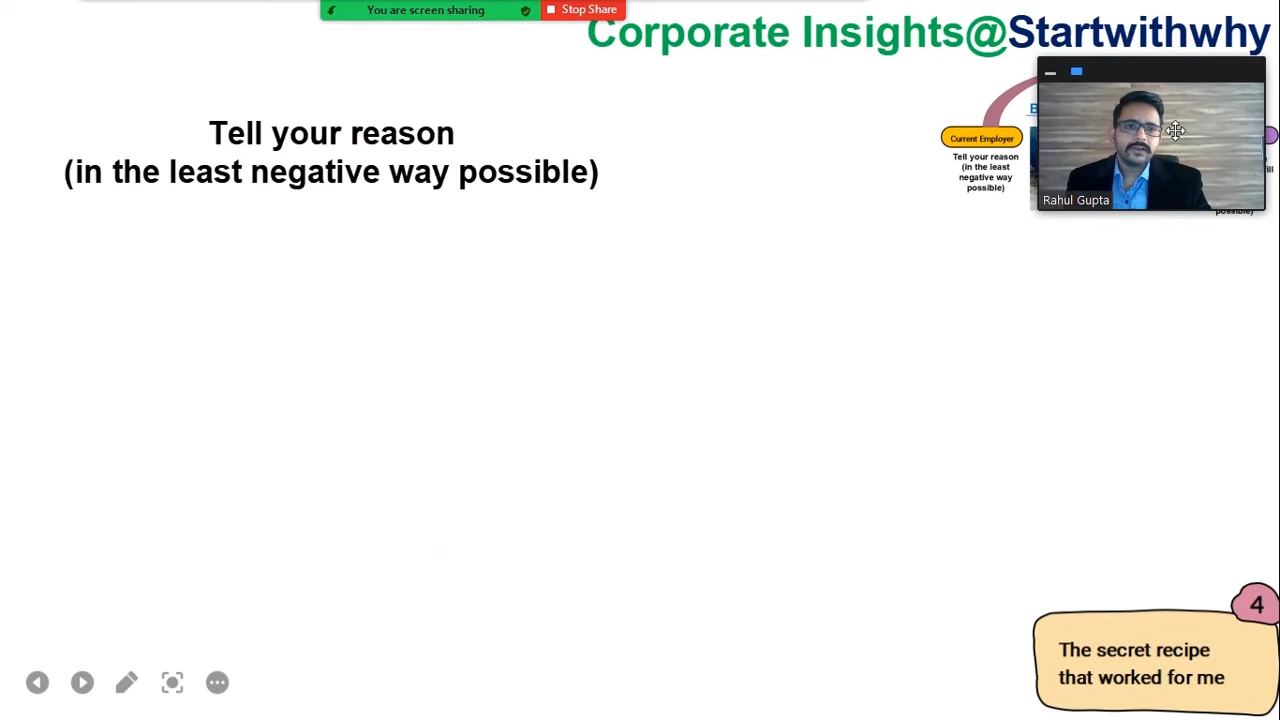 You are screen sharing
Stop Share
Corporate Insights@Startwithwhy
Tell your reason
(in the least negative way possible)
Current Employer
Tell your reason
(in the least
negative way
possible)
Rahul Gupta
possible)
4
The secret recipe
that worked for me